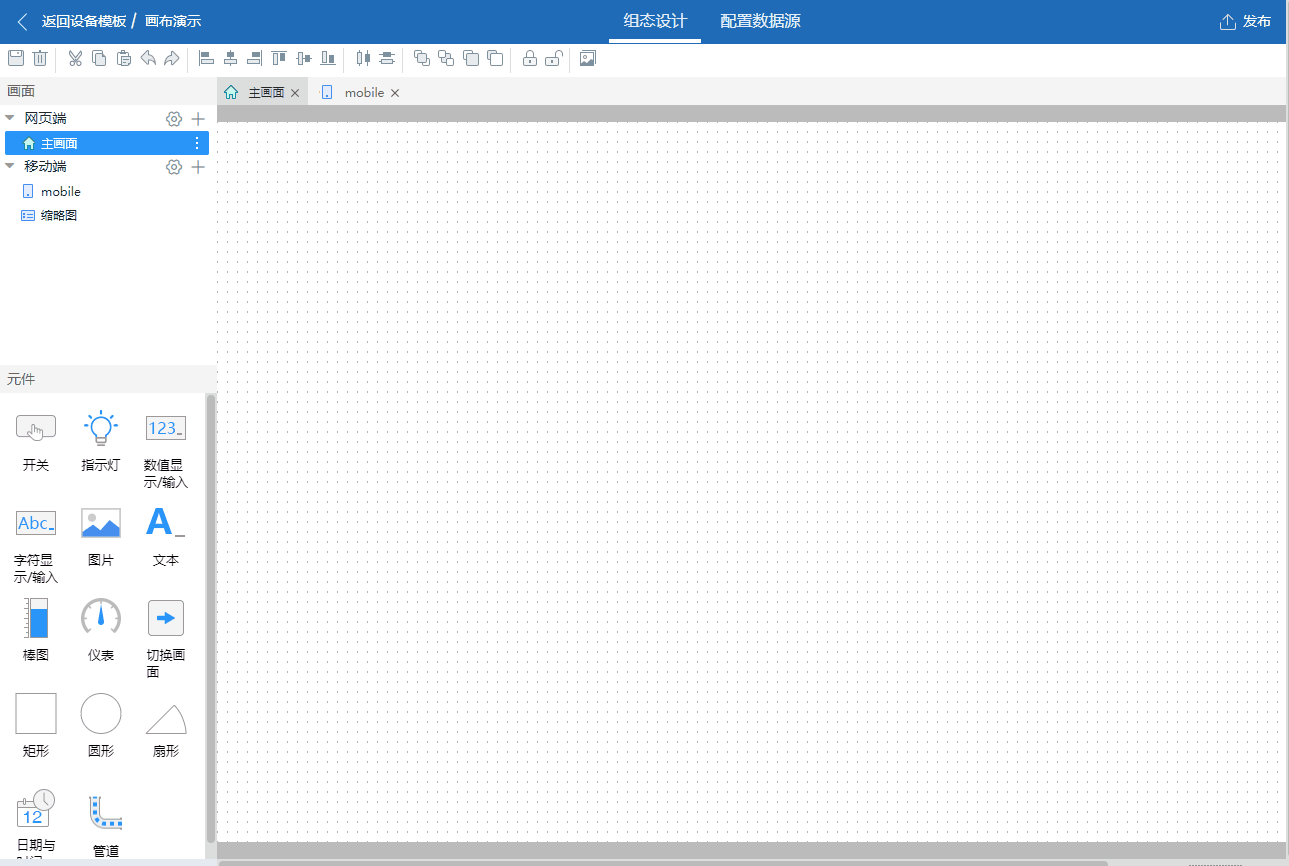 返回设备模板 / 画布演示
组态设计
配置数据源
发布
画面
主画面
mobile
网页端
主画面
移动端
mobile
缩略图
元件
123_
开关
指示灯
数值显
示/输入
Abc_
A_
字符显
示/输入
图片
文本
棒图
仪表
切换画
面
矩形
圆形
扇形
12
日期与
管道